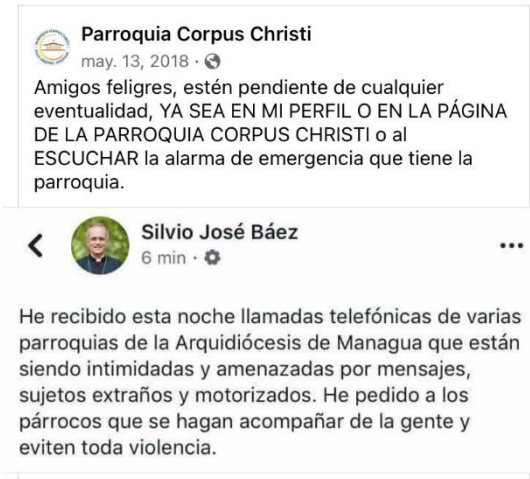 Parroquia Corpus Christi
may. 13, 2018 ·
Amigos feligres, estén pendiente de cualquier
eventualidad, YA SEA EN MI PERFIL O EN LA PÁGINA
DE LA PARROQUIA CORPUS CHRISTI o al
ESCUCHAR la alarma de emergencia que tiene la
parroquia.
Silvio José Báez
6 min ·
He recibido esta noche llamadas telefónicas de varias
parroquias de la Arquidiócesis de Managua que están
siendo intimidadas y amenazadas por mensajes,
sujetos extraños y motorizados. He pedido a los
párrocos que se hagan acompañar de la gente y
eviten toda violencia.